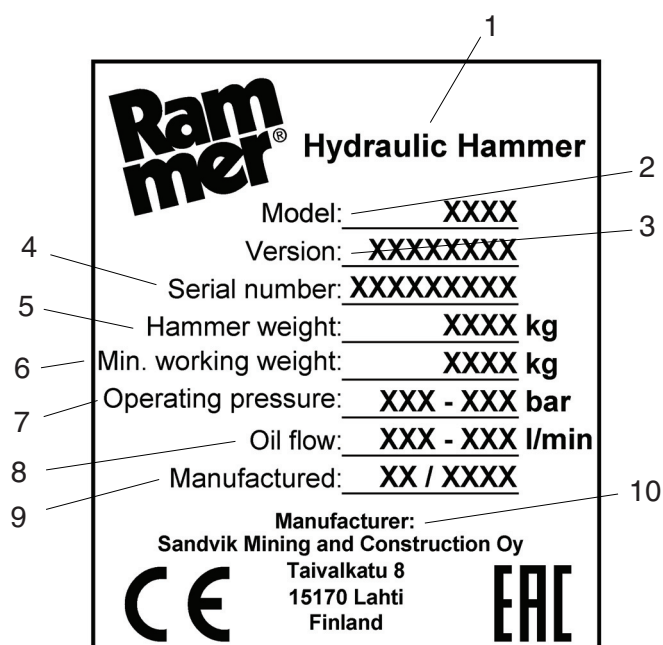 1
Ram
mer®
Hydraulic Hammer
2
Model: XXXX
3
Version: XXXXXXXX
4
Serial number: XXXXXXXXX
5
Hammer weight: XXXX kg
6
Min. working weight: XXXX kg
7
Operating pressure: XXX - XXX bar
8
Oil flow: XXX - XXX l/min
9
Manufactured: XX / XXXX
10
Manufacturer:
Sandvik Mining and Construction Oy
Taivalkatu 8
15170 Lahti
Finland
CE
EAC